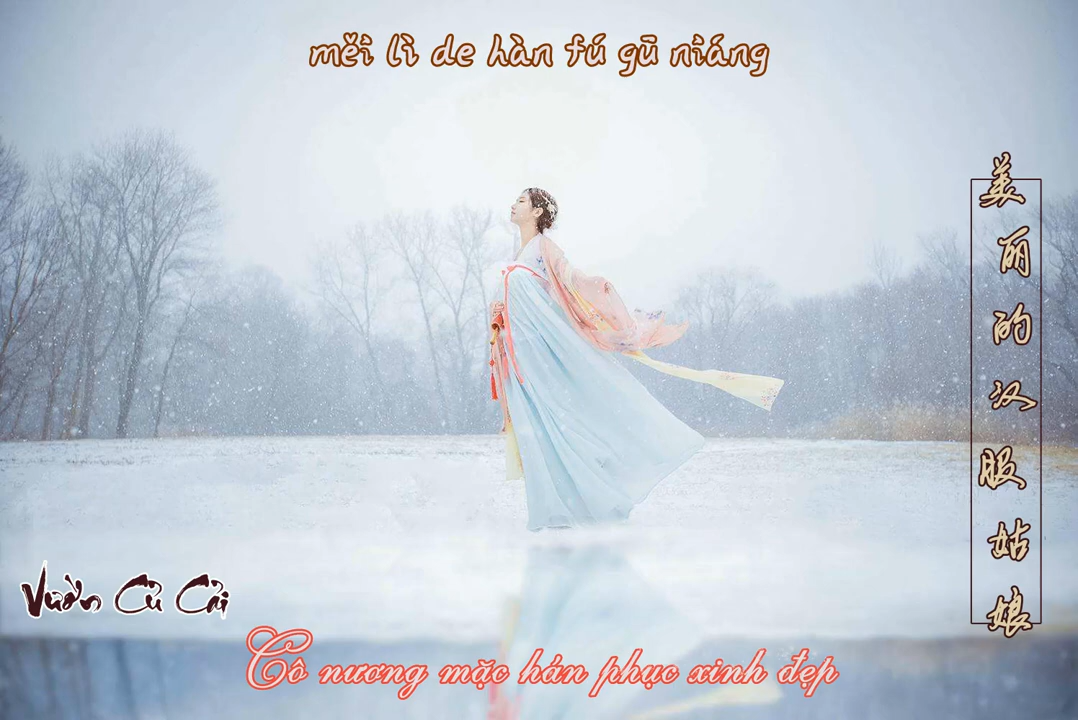 měi lì de hàn fú gū niáng
美丽的汉服姑娘
Vườn Củ Cải
Cô nương mặc hán phục xinh đẹp